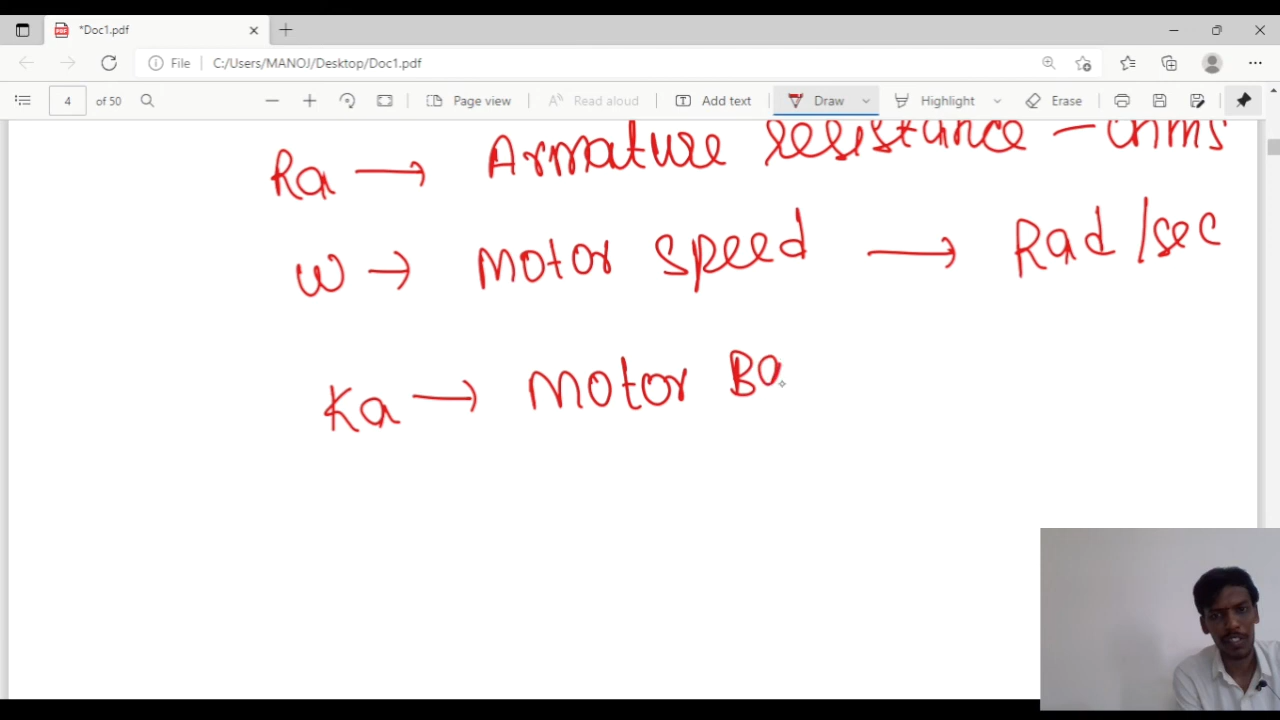 *Doc1.pdf
File C:/Users/MANOJ/Desktop/Doc1.pdf
4 of 50 Page view Read aloud Add text Draw Highlight Erase
Ra → Armature resistance - ohms
W → Motor speed → Rad/sec
Ka → Motor Ba